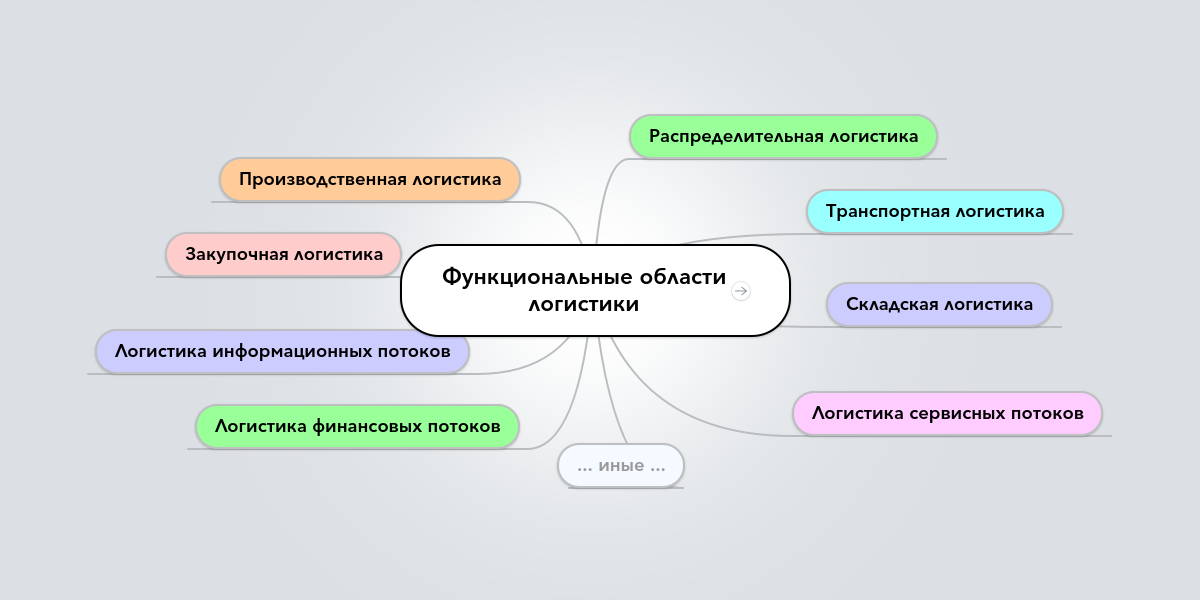 Распределительная логистика
Производственная логистика
Транспортная логистика
Закупочная логистика
Функциональные области
логистики
Складская логистика
Логистика информационных потоков
Логистика сервисных потоков
Логистика финансовых потоков
... иные ...